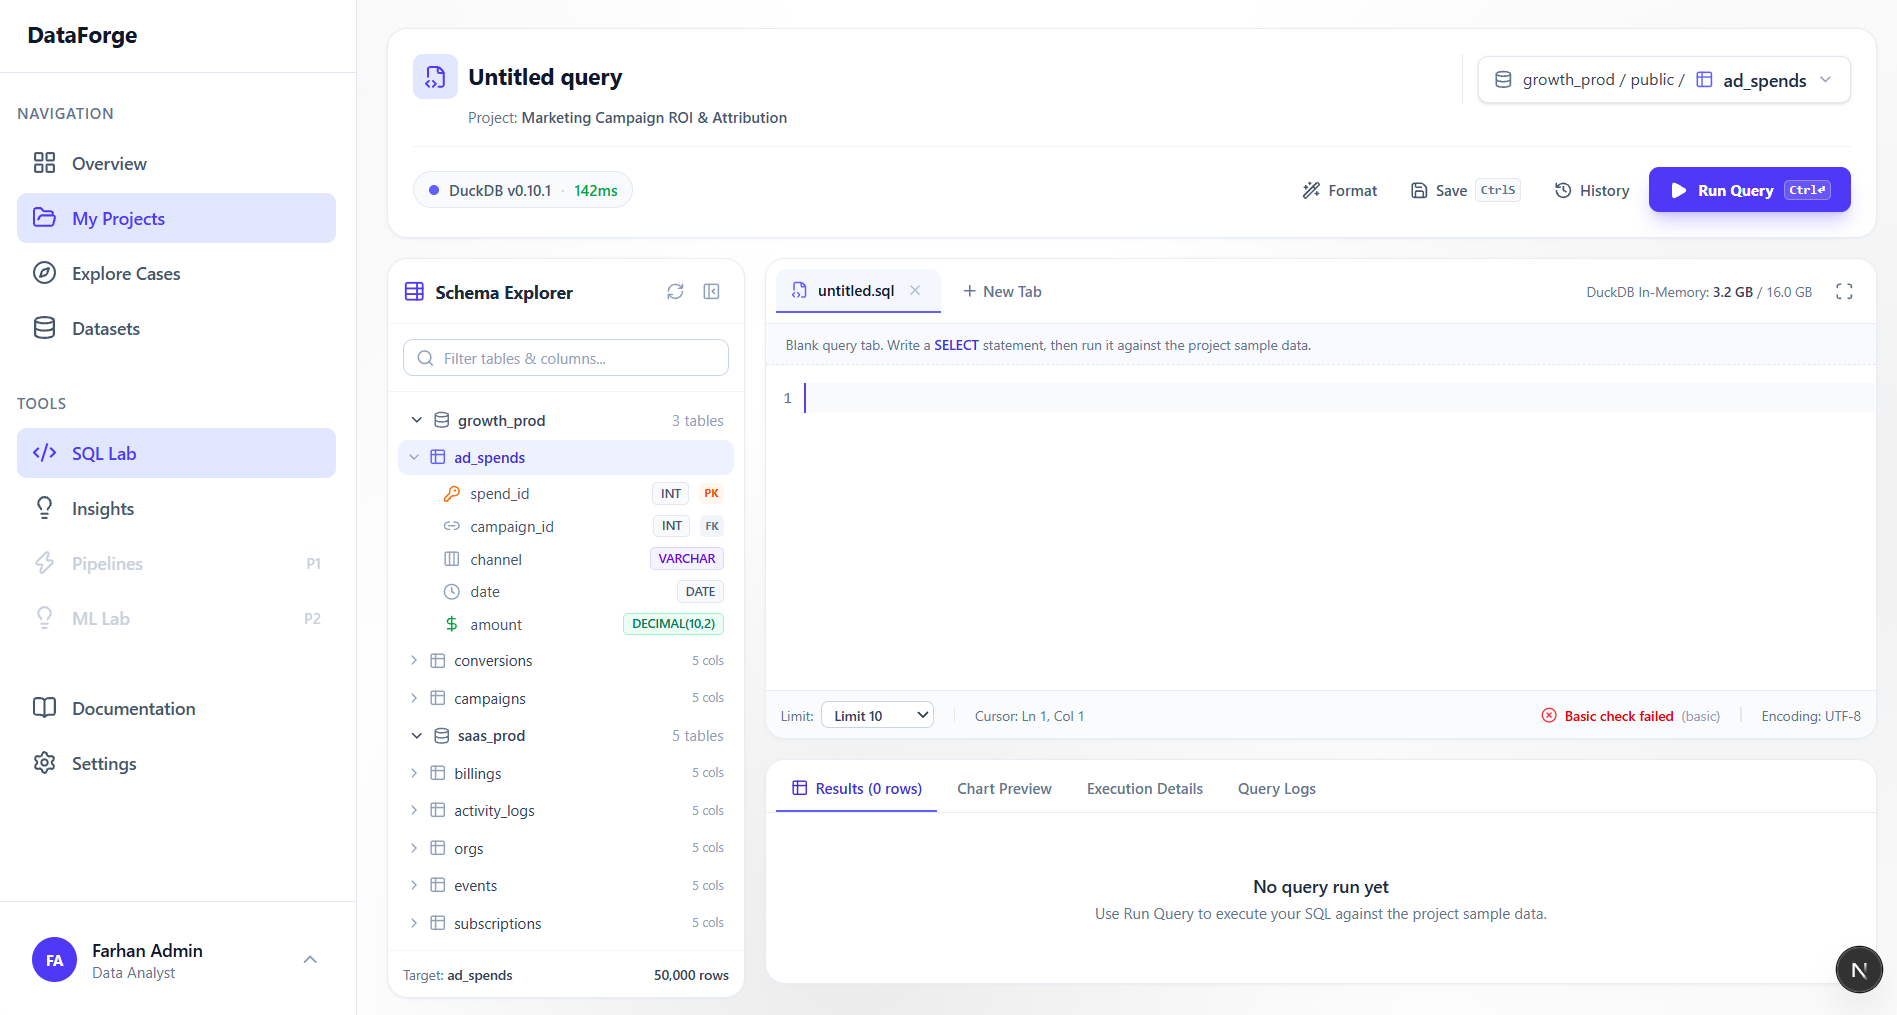 DataForge
NAVIGATION
Overview
My Projects
Explore Cases
Datasets
TOOLS
SQL Lab
Insights
Pipelines P1
ML Lab P2
Documentation
Settings
FA
Farhan Admin
Data Analyst
Untitled query
Project: Marketing Campaign ROI & Attribution
growth_prod / public / ad_spends
DuckDB v0.10.1 · 142ms
Format
Save CtrlS
History
Run Query Ctrl⏎
Schema Explorer
Filter tables & columns...
growth_prod 3 tables
ad_spends
spend_id INT PK
campaign_id INT FK
channel VARCHAR
date DATE
amount DECIMAL(10,2)
conversions 5 cols
campaigns 5 cols
saas_prod 5 tables
billings 5 cols
activity_logs 5 cols
orgs 5 cols
events 5 cols
subscriptions 5 cols
Target: ad_spends 50,000 rows
untitled.sql
New Tab
DuckDB In-Memory: 3.2 GB / 16.0 GB
Blank query tab. Write a SELECT statement, then run it against the project sample data.
1
Limit: Limit 10
Cursor: Ln 1, Col 1
Basic check failed (basic)
Encoding: UTF-8
Results (0 rows)
Chart Preview
Execution Details
Query Logs
No query run yet
Use Run Query to execute your SQL against the project sample data.
N